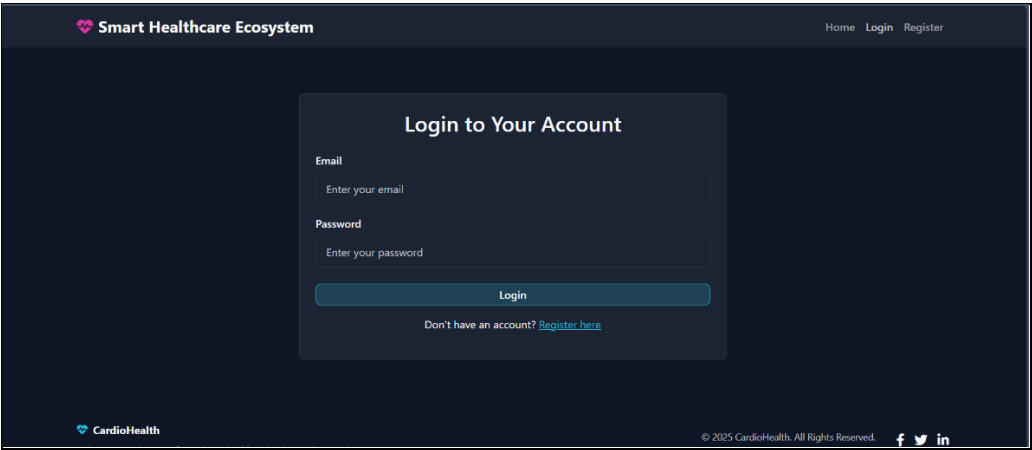 Smart Healthcare Ecosystem
Home Login Register
Login to Your Account
Email
Enter your email
Password
Enter your password
Login
Don't have an account? Register here
CardioHealth
© 2025 CardioHealth. All Rights Reserved.